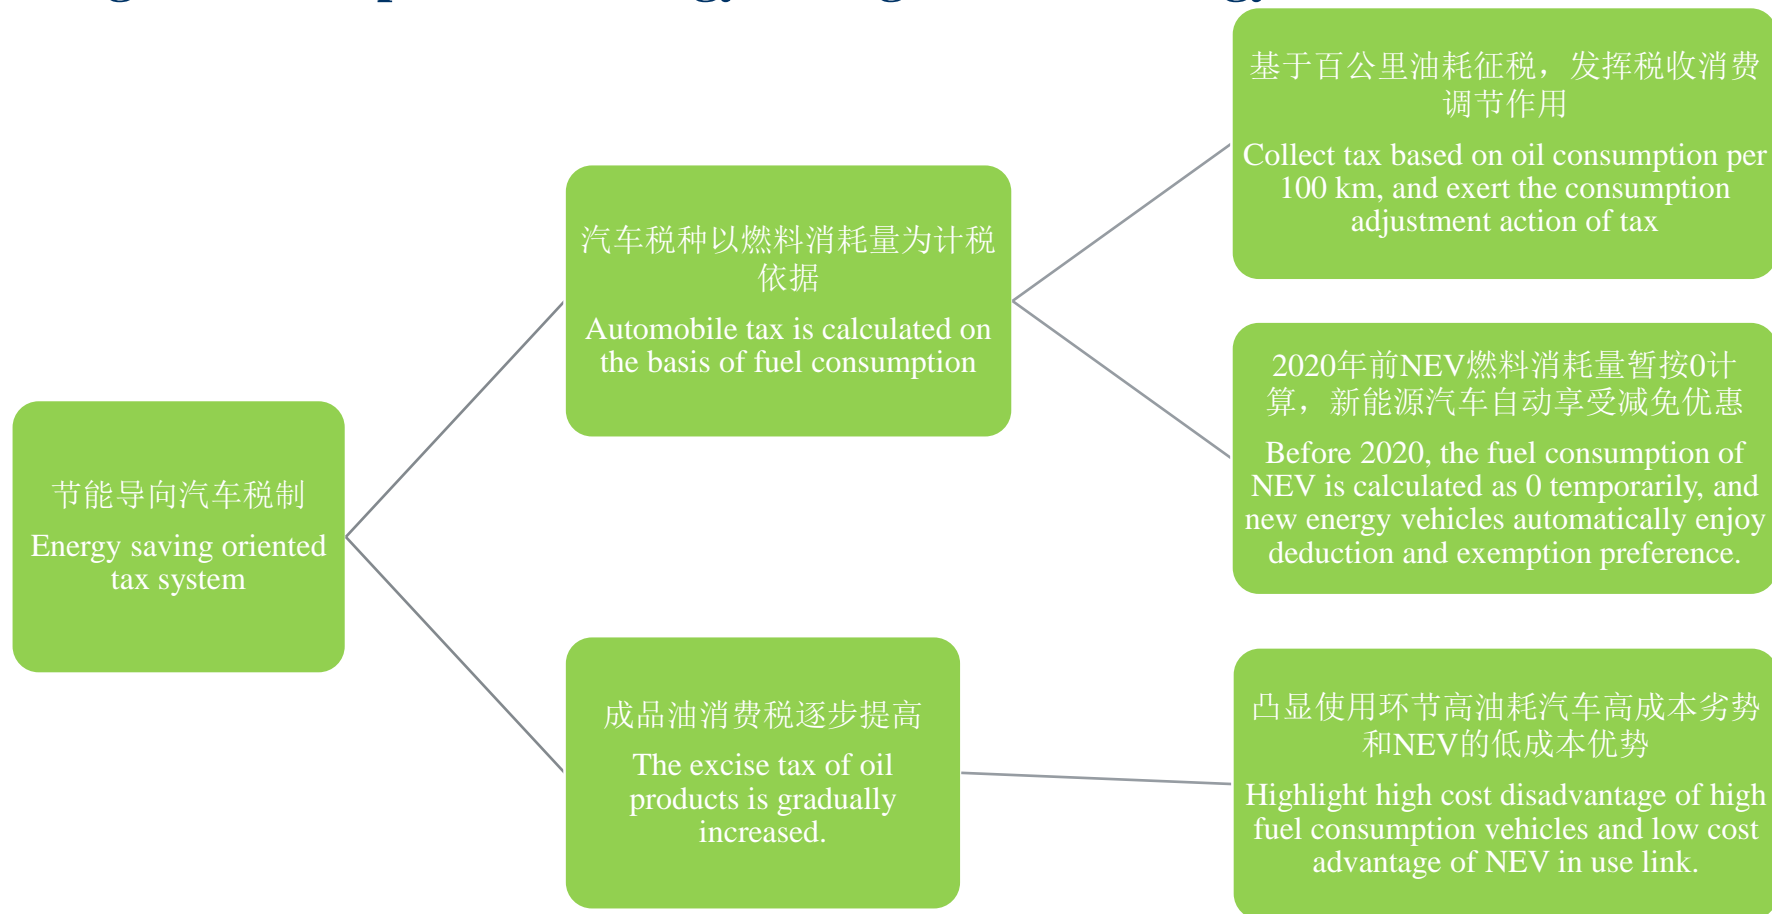 节能导向汽车税制
Energy saving oriented
tax system
汽车税种以燃料消耗量为计税
依据
Automobile tax is calculated on
the basis of fuel consumption
成品油消费税逐步提高
The excise tax of oil
products is gradually
increased.
基于百公里油耗征税，发挥税收消费
调节作用
Collect tax based on oil consumption per
100 km, and exert the consumption
adjustment action of tax
2020年前NEV燃料消耗量暂按0计
算，新能源汽车自动享受减免优惠
Before 2020, the fuel consumption of
NEV is calculated as 0 temporarily, and
new energy vehicles automatically enjoy
deduction and exemption preference.
凸显使用环节高油耗汽车高成本劣势
和NEV的低成本优势
Highlight high cost disadvantage of high
fuel consumption vehicles and low cost
advantage of NEV in use link.